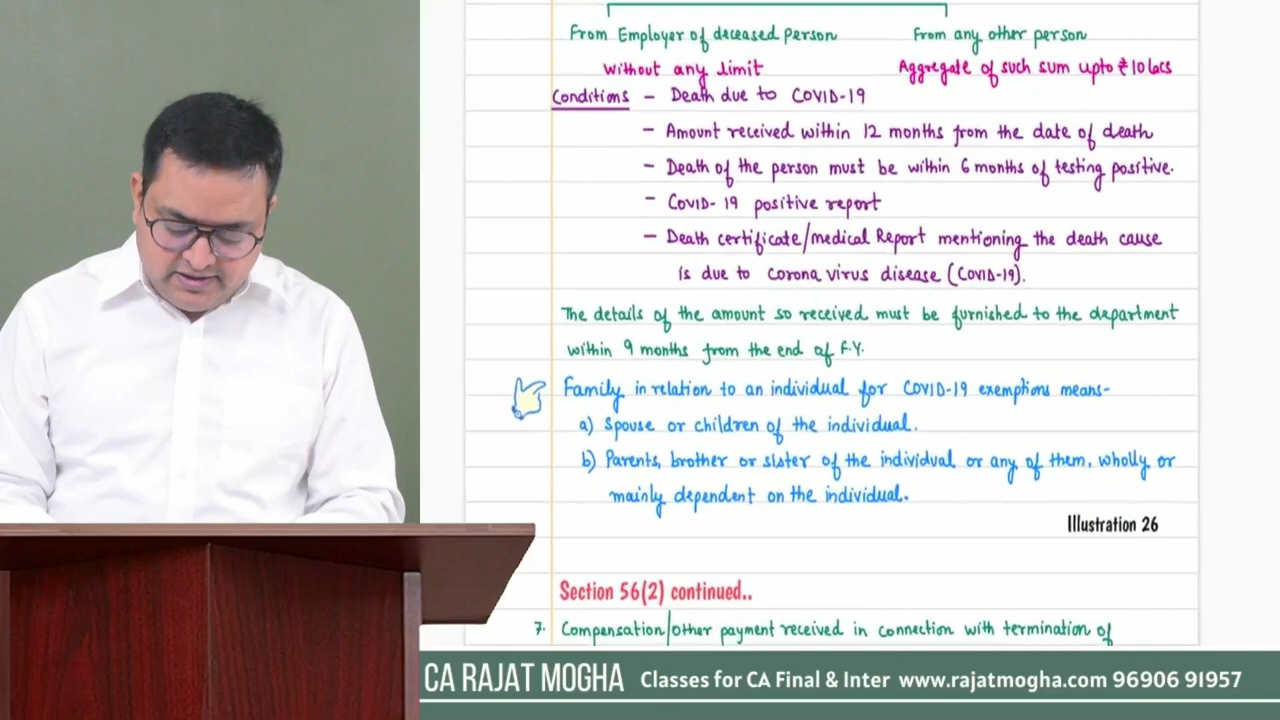 From Employer of deceased person From any other person
Without any limit Aggregate of such sum upto ₹10 lacs
Conditions - Death due to COVID-19
- Amount received within 12 months from the date of death
- Death of the person must be within 6 months of testing positive.
- COVID-19 positive report
- Death certificate/medical Report mentioning the death cause
is due to corona virus disease (COVID-19).
The details of the amount so received must be furnished to the department
within 9 months from the end of F.Y.
Family in relation to an individual for COVID-19 exemptions means-
a) Spouse or children of the individual.
b) Parents, brother or sister of the individual or any of them, wholly or
mainly dependent on the individual.
Illustration 26
Section 56(2) continued..
7. Compensation/other payment received in connection with termination of
CA RAJAT MOGHA Classes for CA Final & Inter www.rajatmogha.com 96906 91957